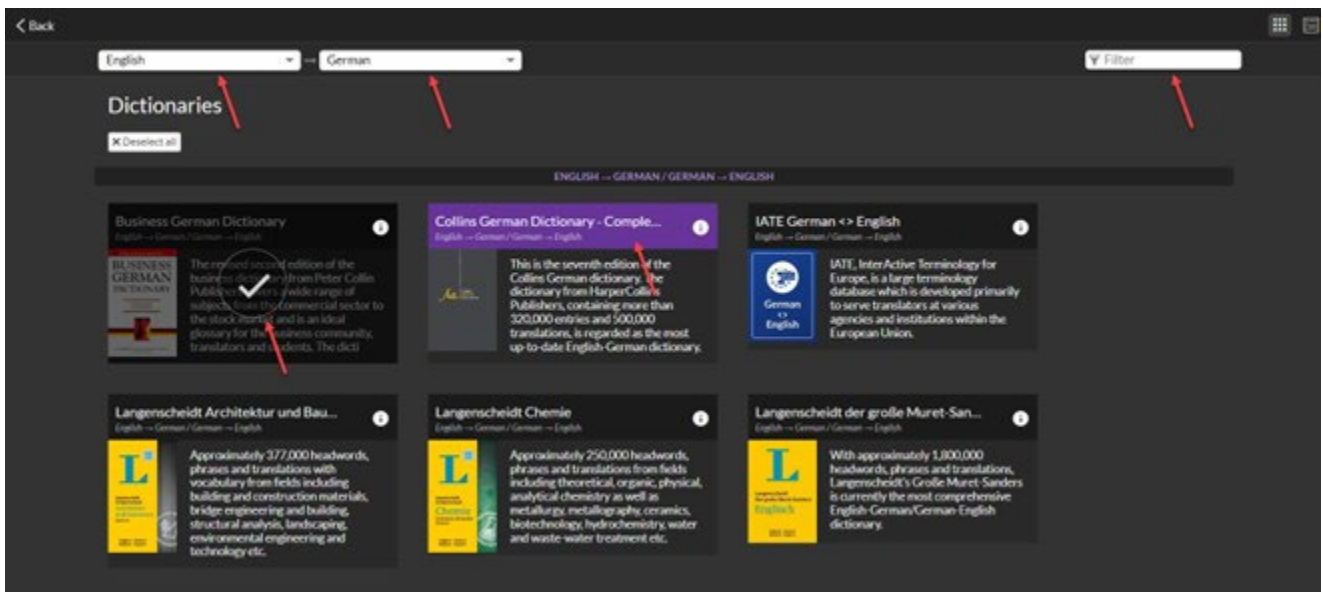 Back
English → German
Filter
Dictionaries
× Deselect all
ENGLISH → GERMAN / GERMAN → ENGLISH
Business German Dictionary
English → German / German → English
BUSINESS
GERMAN
DICTIONARY
The revised second edition of the
business dictionary from Peter Collin
Publishing covers a wide range of
subjects from the commercial sector to
the stock market and is an ideal
glossary for the business community,
translators and students. The dicti
Collins German Dictionary - Comple...
English → German / German → English
This is the seventh edition of the
Collins German dictionary. The
dictionary from HarperCollins
Publishers, containing more than
320,000 entries and 500,000
translations, is regarded as the most
up-to-date English-German dictionary.
IATE German <> English
English → German / German → English
German
<>
English
IATE, InterActive Terminology for
Europe, is a large terminology
database which is developed primarily
to serve translators at various
agencies and institutions within the
European Union.
Langenscheidt Architektur und Bau...
English → German / German → English
L
Approximately 377,000 headwords,
phrases and translations with
vocabulary from fields including
building and construction materials,
bridge engineering and building,
structural analysis, landscaping,
environmental engineering and
technology etc.
Langenscheidt Chemie
English → German / German → English
L
Chemie
Approximately 250,000 headwords,
phrases and translations from fields
including theoretical, organic, physical,
analytical chemistry as well as
metallurgy, metallography, ceramics,
biotechnology, hydrochemistry, water
and waste-water treatment etc.
Langenscheidt der große Muret-San...
English → German / German → English
L
Englisch
With approximately 1,800,000
headwords, phrases and translations,
Langenscheidt's Große Muret-Sanders
is currently the most comprehensive
English-German/German-English
dictionary.